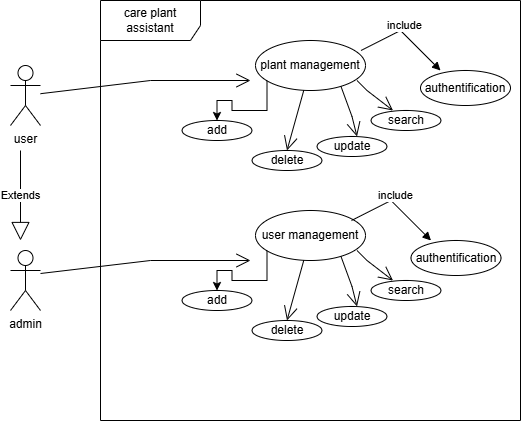 care plant
assistant
include
plant management
authentification
user
add
search
update
delete
Extends
include
user management
authentification
admin
add
search
update
delete